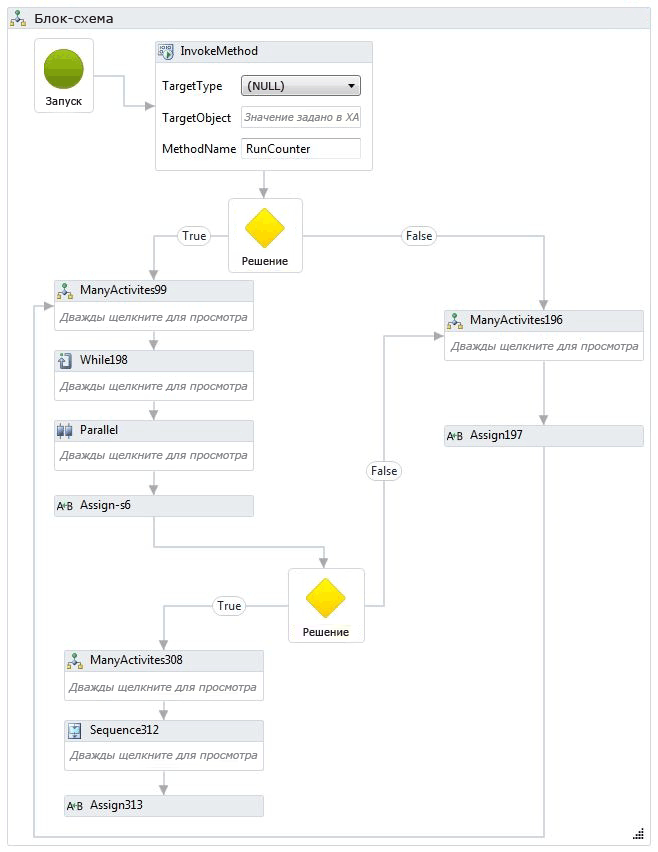 Блок-схема
Запуск
InvokeMethod
TargetType (NULL)
TargetObject Значение задано в XA
MethodName RunCounter
Решение
True
False
ManyActivites99
Дважды щелкните для просмотра
While198
Дважды щелкните для просмотра
Parallel
Дважды щелкните для просмотра
A+B Assign-s6
ManyActivites196
Дважды щелкните для просмотра
A+B Assign197
Решение
True
False
ManyActivites308
Дважды щелкните для просмотра
Sequence312
Дважды щелкните для просмотра
A+B Assign313